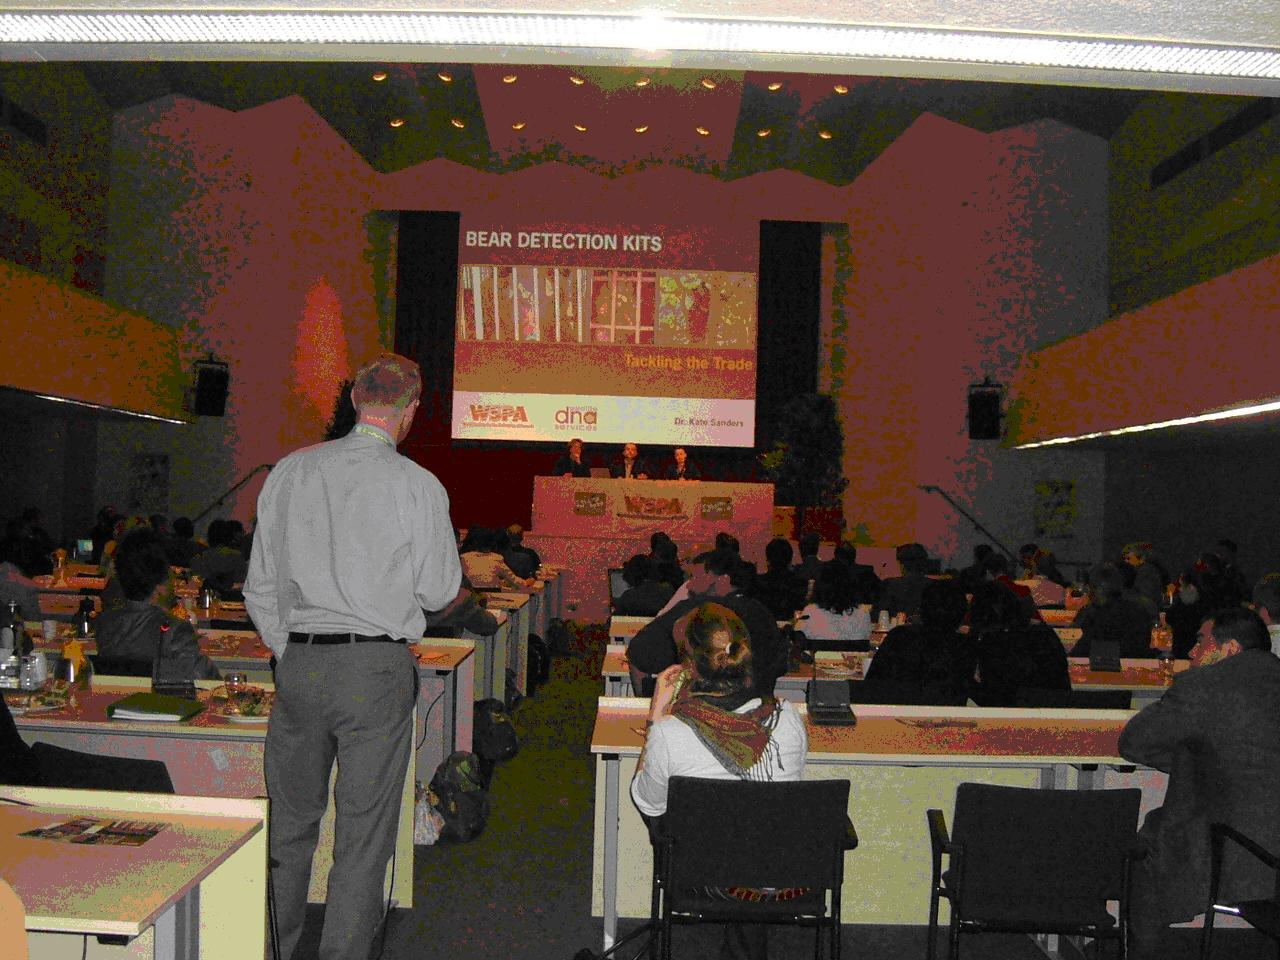 BEAR DETECTION KITS
Tackling the Trade
WSPA
dna
services
Dr. Kate Sanders
WSPA